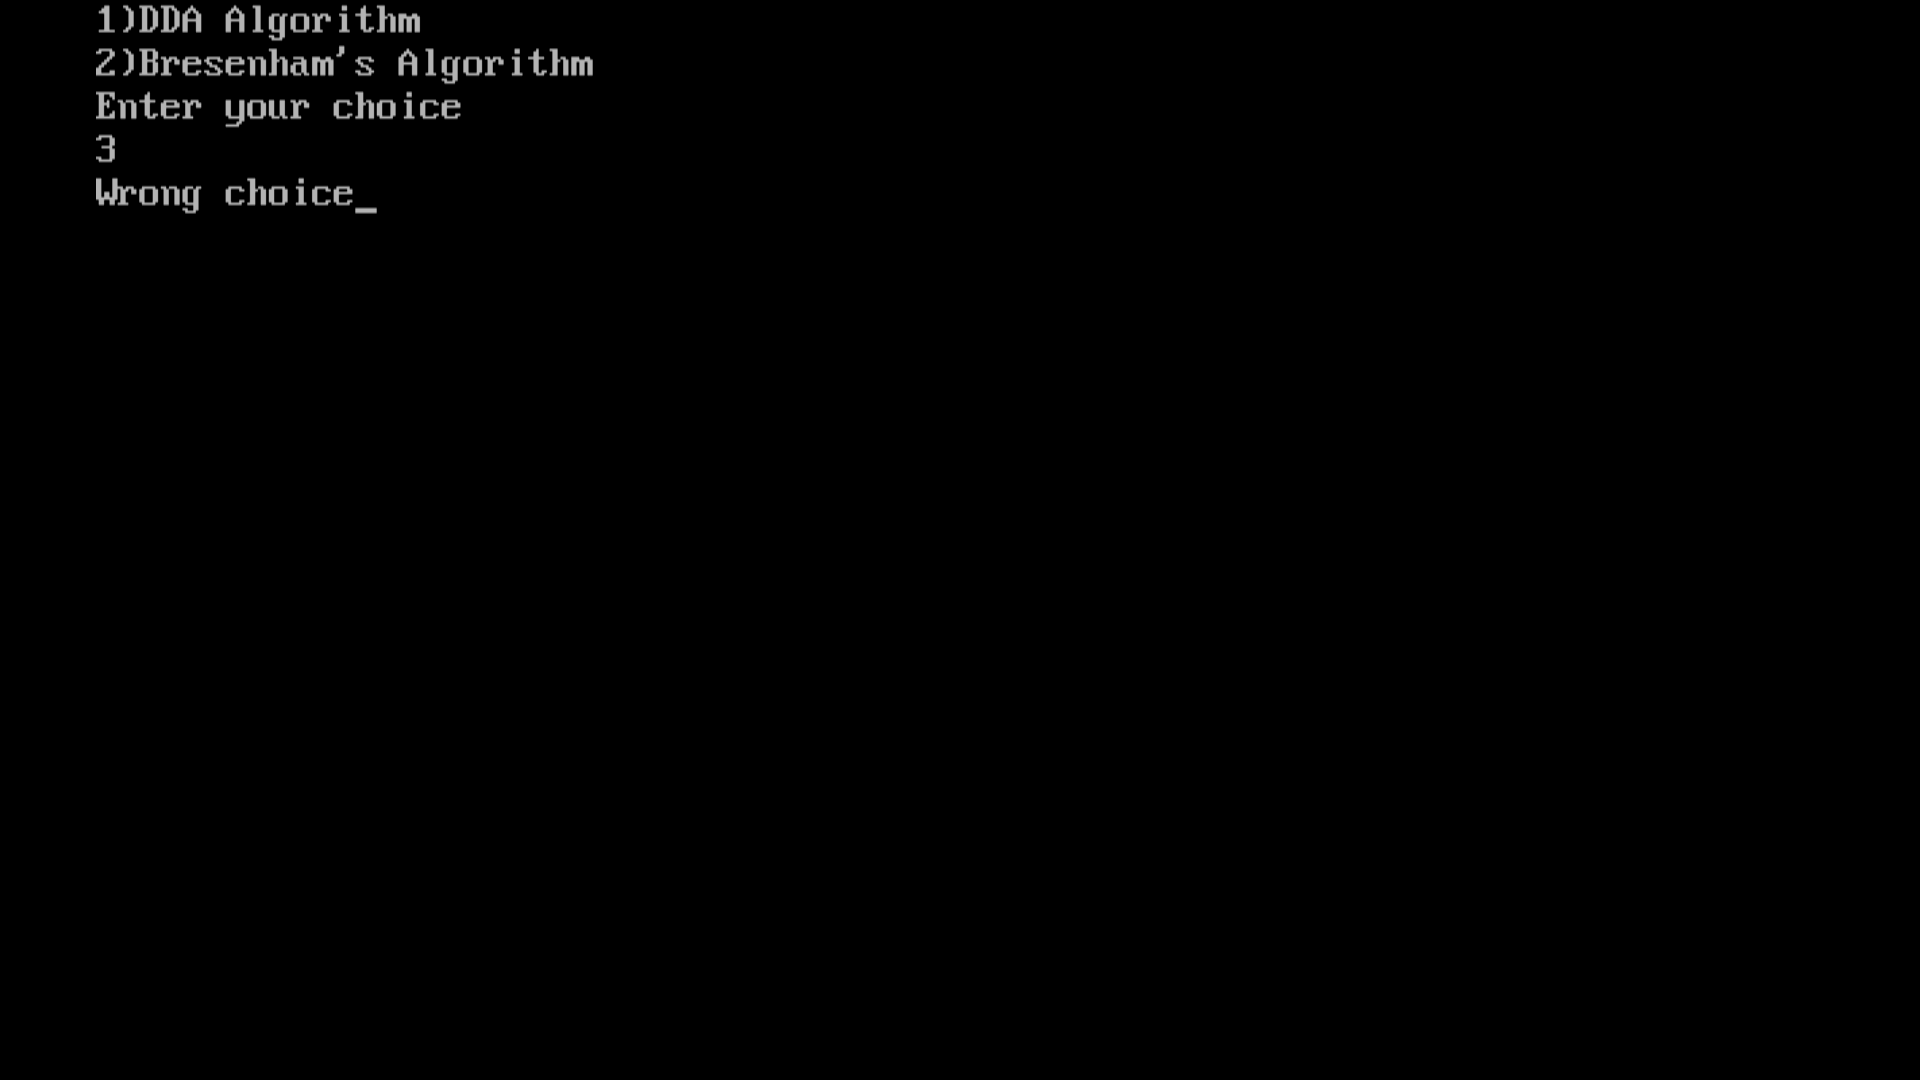 1)DDA Algorithm
2)Bresenham's Algorithm
Enter your choice
3
Wrong choice_